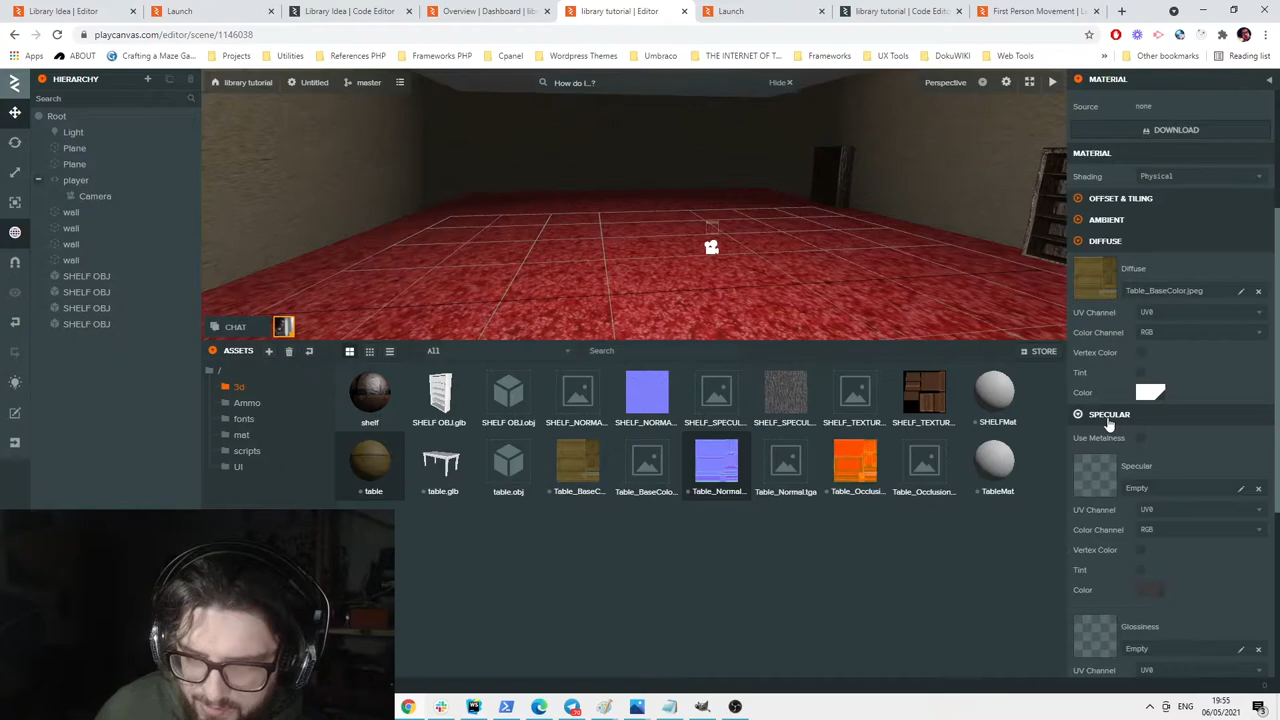 Library Idea | Editor
Launch
Library Idea | Code Editor
Overview | Dashboard | lib
library tutorial | Editor
Launch
library tutorial | Code Edi
First Person Movement | Le
playcanvas.com/editor/scene/1146038
Apps
ABOUT
Crafting a Maze Ga...
Projects
Utilities
References PHP
Frameworks PHP
Cpanel
Wordpress Themes
Umbraco
THE INTERNET OF T...
Frameworks
UX Tools
DokuWIKI
Web Tools
Other bookmarks
Reading list
HIERARCHY
library tutorial
Untitled
master
How do I...?
Hide
Perspective
MATERIAL
Search
Source
none
Root
DOWNLOAD
Light
Plane
MATERIAL
Plane
Shading
Physical
player
OFFSET & TILING
Camera
AMBIENT
wall
wall
DIFFUSE
wall
wall
Diffuse
SHELF OBJ
Table_BaseColor.jpeg
SHELF OBJ
UV Channel
UV0
SHELF OBJ
SHELF OBJ
CHAT
Color Channel
RGB
ASSETS
All
Search
STORE
Vertex Color
/
Tint
3d
Color
Ammo
fonts
SPECULAR
mat
scripts
UI
shelf
SHELF OBJ.glb
SHELF OBJ
SHELF_NORMA...
SHELF_NORMA...
SHELF_SPECUL...
SHELF_SPECUL...
SHELF_TEXTUR...
SHELF_TEXTUR...
SHELFMat
Use Metalness
Specular
Empty
table
table.glb
table.obj
Table_BaseC...
Table_BaseColo...
Table_Normal...
Table_Normal.tga
Table_Occlusi...
Table_Occlusion...
TableMat
UV Channel
UV0
Color Channel
RGB
Vertex Color
Tint
Color
Glossiness
Empty
UV Channel
UV0
ENG
19:55
06/05/2021